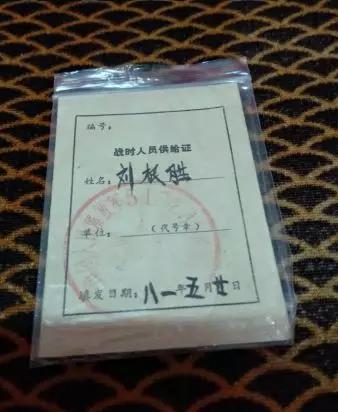 编号：
战时人员供给证
姓名：刘权胜
单位：（代号章）
填发日期：八一年五月廿日